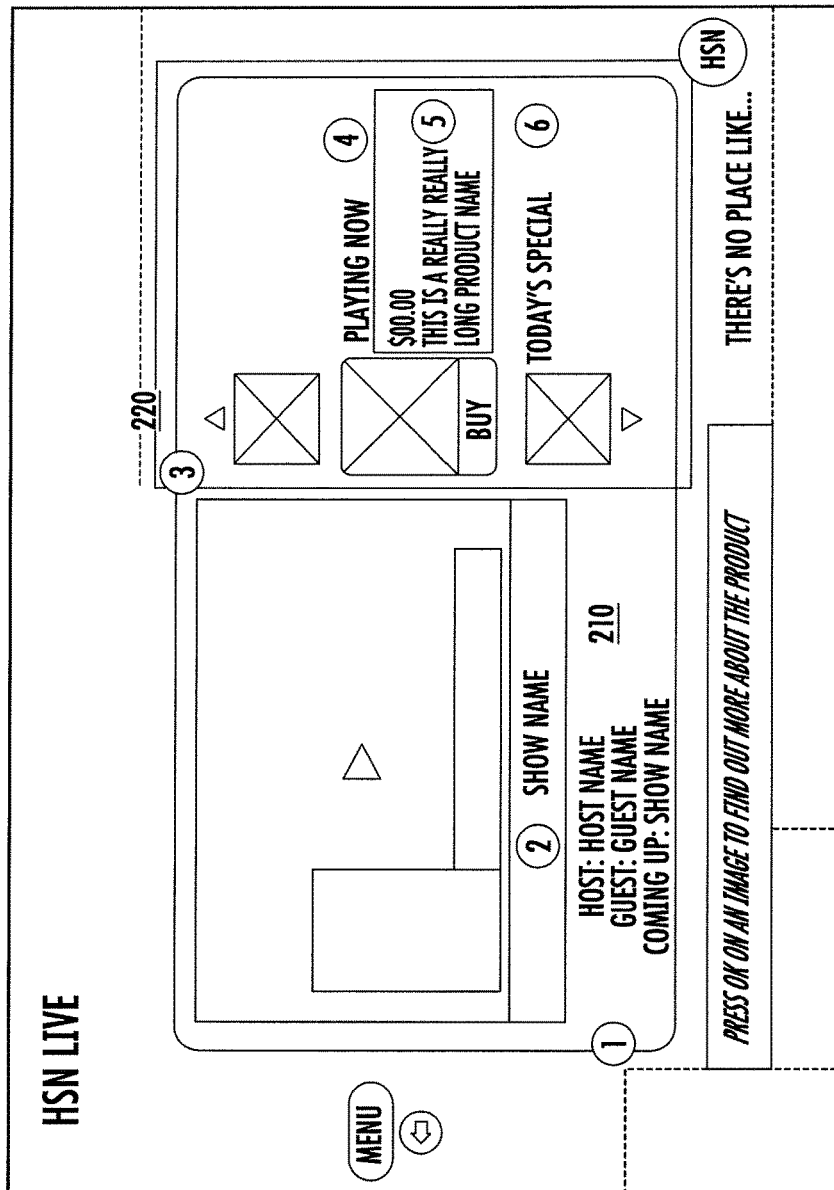 HSN LIVE
MENU
1
2 SHOW NAME
HOST: HOST NAME
GUEST: GUEST NAME
COMING UP: SHOW NAME
210
3
220
PLAYING NOW
4
$00.00
THIS IS A REALLY REALLY
LONG PRODUCT NAME
5
BUY
TODAY'S SPECIAL
6
PRESS OK ON AN IMAGE TO FIND OUT MORE ABOUT THE PRODUCT
THERE'S NO PLACE LIKE...
HSN